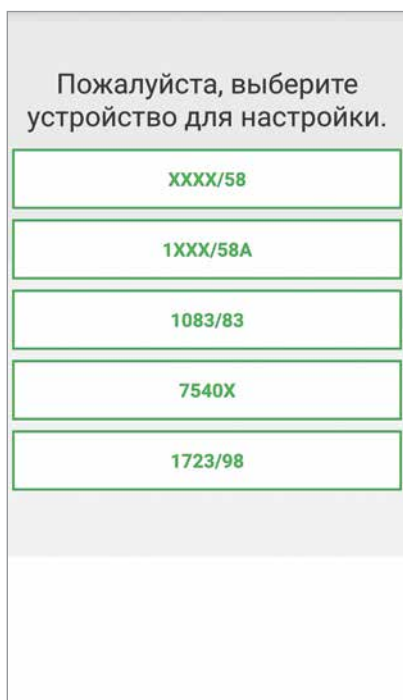 Пожалуйста, выберите
устройство для настройки.
XXXX/58
1XXX/58A
1083/83
7540X
1723/98